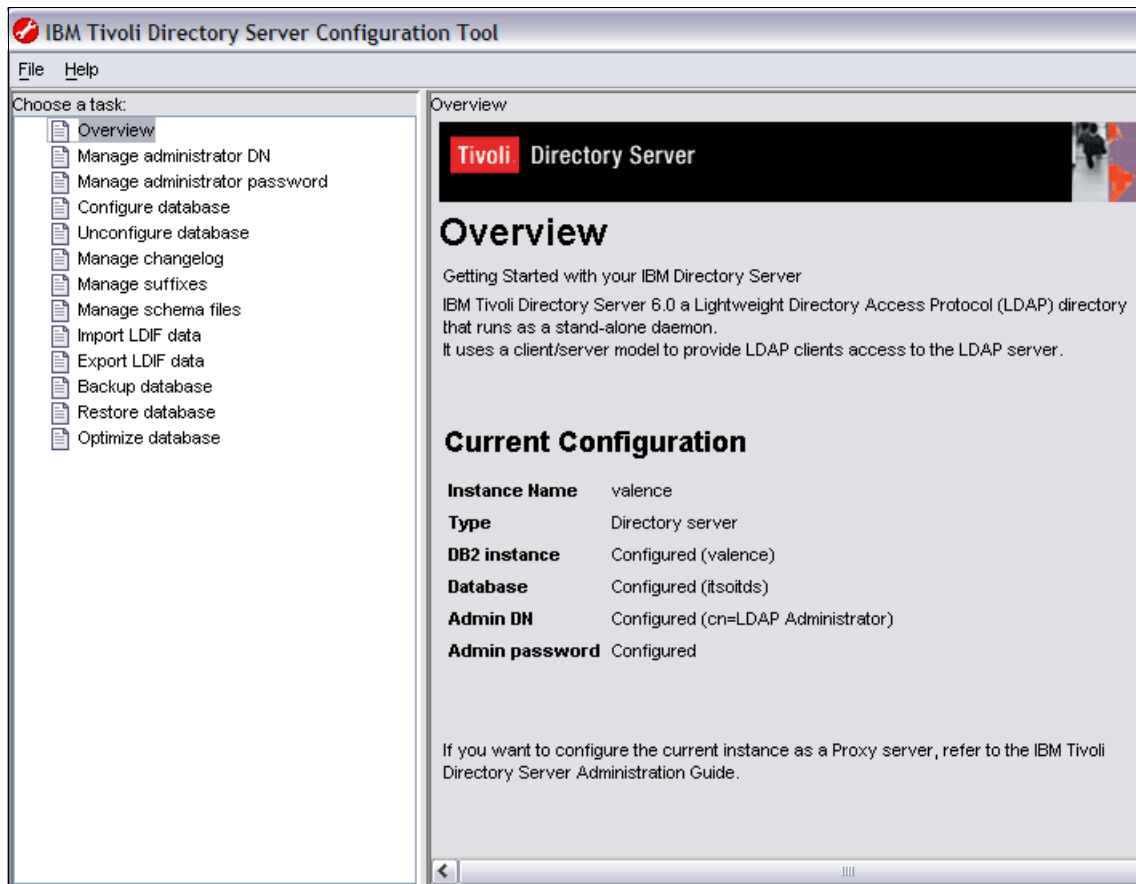 IBM Tivoli Directory Server Configuration Tool
File Help
Choose a task:
Overview
Manage administrator DN
Manage administrator password
Configure database
Unconfigure database
Manage changelog
Manage suffixes
Manage schema files
Import LDIF data
Export LDIF data
Backup database
Restore database
Optimize database
Overview
Tivoli. Directory Server
Overview
Getting Started with your IBM Directory Server
IBM Tivoli Directory Server 6.0 a Lightweight Directory Access Protocol (LDAP) directory
that runs as a stand-alone daemon.
It uses a client/server model to provide LDAP clients access to the LDAP server.
Current Configuration
Instance Name valence
Type Directory server
DB2 instance Configured (valence)
Database Configured (itsoitds)
Admin DN Configured (cn=LDAP Administrator)
Admin password Configured
If you want to configure the current instance as a Proxy server, refer to the IBM Tivoli
Directory Server Administration Guide.